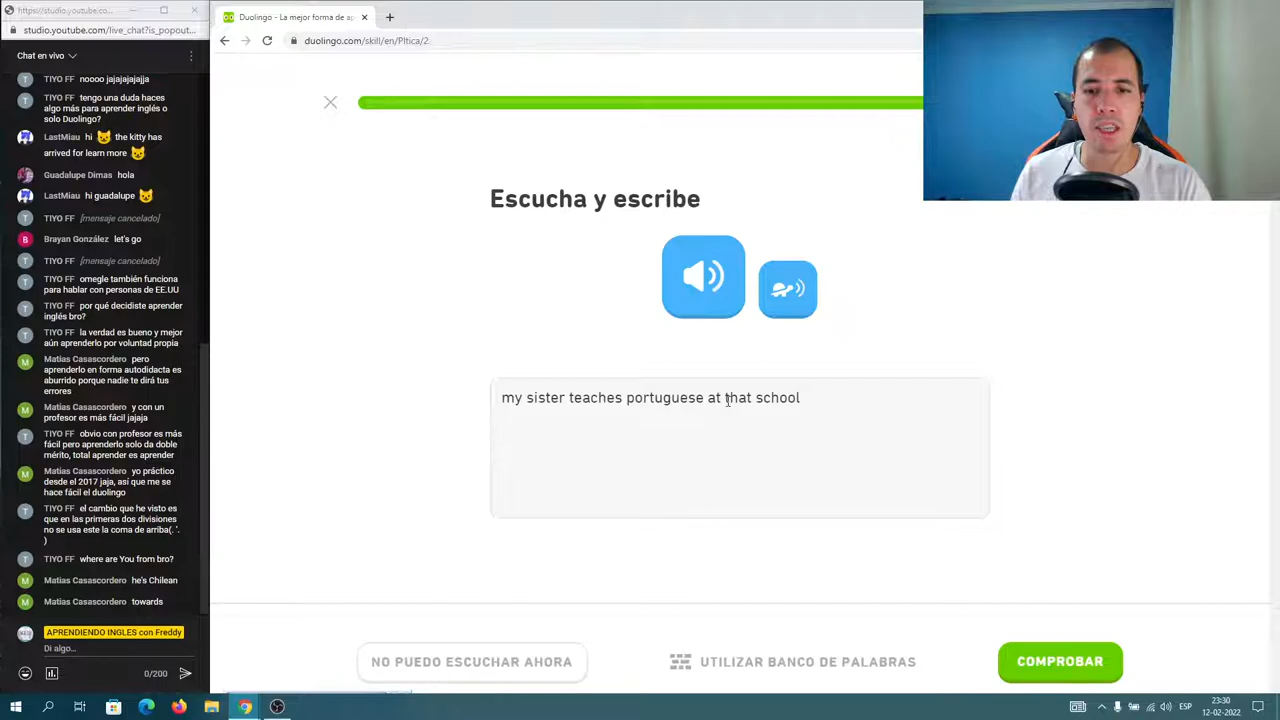 https://studio.youtube.co...
studio.youtube.com/live_chat?is_popout...
Chat en vivo
TIYO FF noooo jajajajajajja
TIYO FF tengo una duda haces
algo más para aprender inglés o
solo Duolingo?
LastMiau hi 😺 the kitty has
arrived for learn more 😺
Guadalupe Dimas hola
LastMiau hi guadalupe 😺
TIYO FF [mensaje cancelado]
Brayan González let's go
TIYO FF [mensaje cancelado]
TIYO FF omegle también funciona
para hablar con personas de EE.UU
TIYO FF por qué decidiste aprender
inglés bro?
TIYO FF la verdad es bueno y mejor
aún aprenderlo por voluntad propia
Matias Casascordero pero
aprenderlo en forma autodidacta es
aburrido porque nadie te dirá tus
errores
Matias Casascordero y con un
profesor es más fácil jajaja
TIYO FF obvio con profesor es más
fácil pero aprenderlo solo da doble
mérito, total aprender es aprender
Matias Casascordero yo práctico
desde el 2017 jaja, así que me se
hace fácil el duolingo
TIYO FF el cambio que he visto es
que en las primeras dos divisiones
no se usa este la coma de arriba(. '.
)
TIYO FF where are You from bro?
Matias Casascordero he's Chilean
Matias Casascordero towards
APRENDIENDO INGLES con Freddy
Di algo...
0/200
Duolingo - La mejor forma de ap
duolingo.com/skill/en/Pltica/2
Escucha y escribe
my sister teaches portuguese at that school
NO PUEDO ESCUCHAR AHORA
UTILIZAR BANCO DE PALABRAS
COMPROBAR
ESP
23:30
12-02-2022